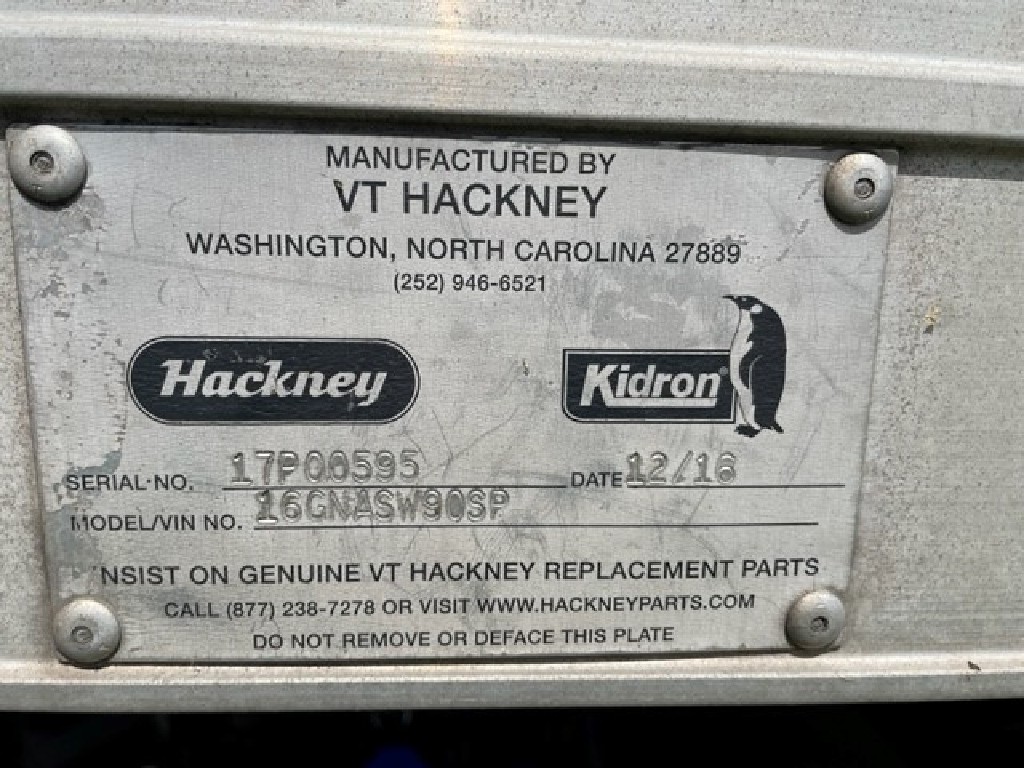 MANUFACTURED BY
VT HACKNEY
WASHINGTON, NORTH CAROLINA 27889
(252) 946-6521
Hackney
Kidron®
SERIAL NO. 17P00595 DATE 12/16
MODEL/VIN NO. 16GNASW90SP
NSIST ON GENUINE VT HACKNEY REPLACEMENT PARTS
CALL (877) 238-7278 OR VISIT WWW.HACKNEYPARTS.COM
DO NOT REMOVE OR DEFACE THIS PLATE